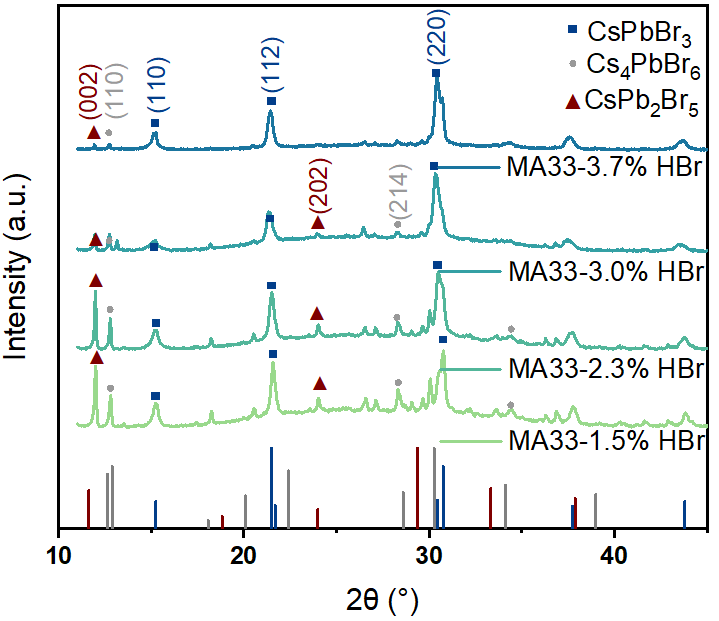 (002)
(110)
(110)
(112)
(220)
CsPbBr₃
Cs₄PbBr₆
CsPb₂Br₅
MA33-3.7% HBr
(202)
(214)
MA33-3.0% HBr
MA33-2.3% HBr
MA33-1.5% HBr
Intensity (a.u.)
10 20 30 40
2θ (°)